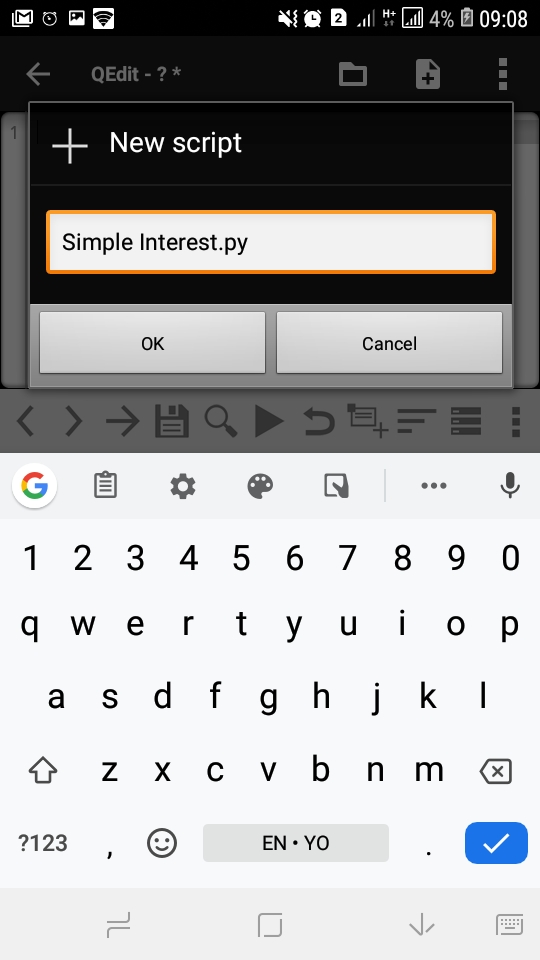 2 H+ 4% 09:08
QEdit - ? *
1
New script
Simple Interest.py
OK Cancel
G
1 2 3 4 5 6 7 8 9 0
q w e r t y u i o p
a s d f g h j k l
z x c v b n m
?123 , EN • YO .